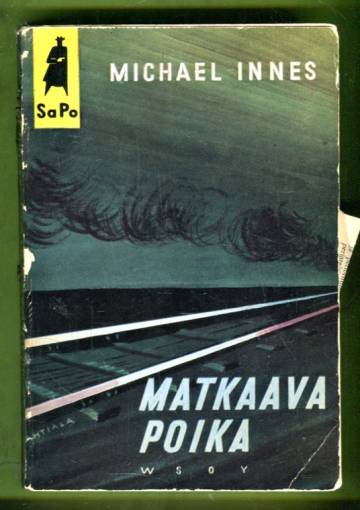 SaPo
MICHAEL INNES
MATKAAVA
POIKA
WSOY